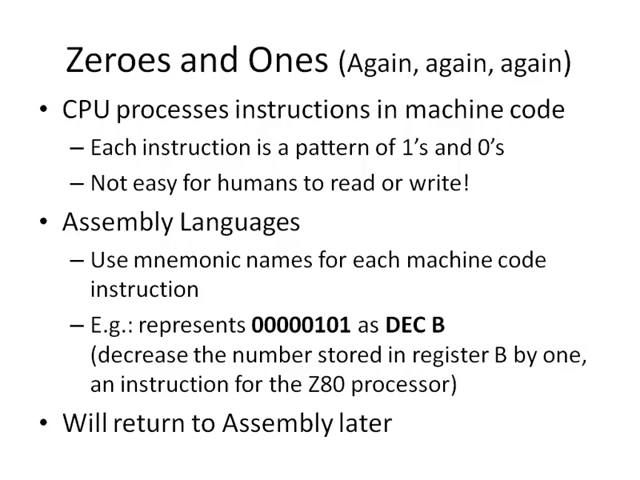 Zeroes and Ones (Again, again, again)
• CPU processes instructions in machine code
– Each instruction is a pattern of 1's and 0's
– Not easy for humans to read or write!
• Assembly Languages
– Use mnemonic names for each machine code
instruction
– E.g.: represents 00000101 as DEC B
(decrease the number stored in register B by one,
an instruction for the Z80 processor)
• Will return to Assembly later